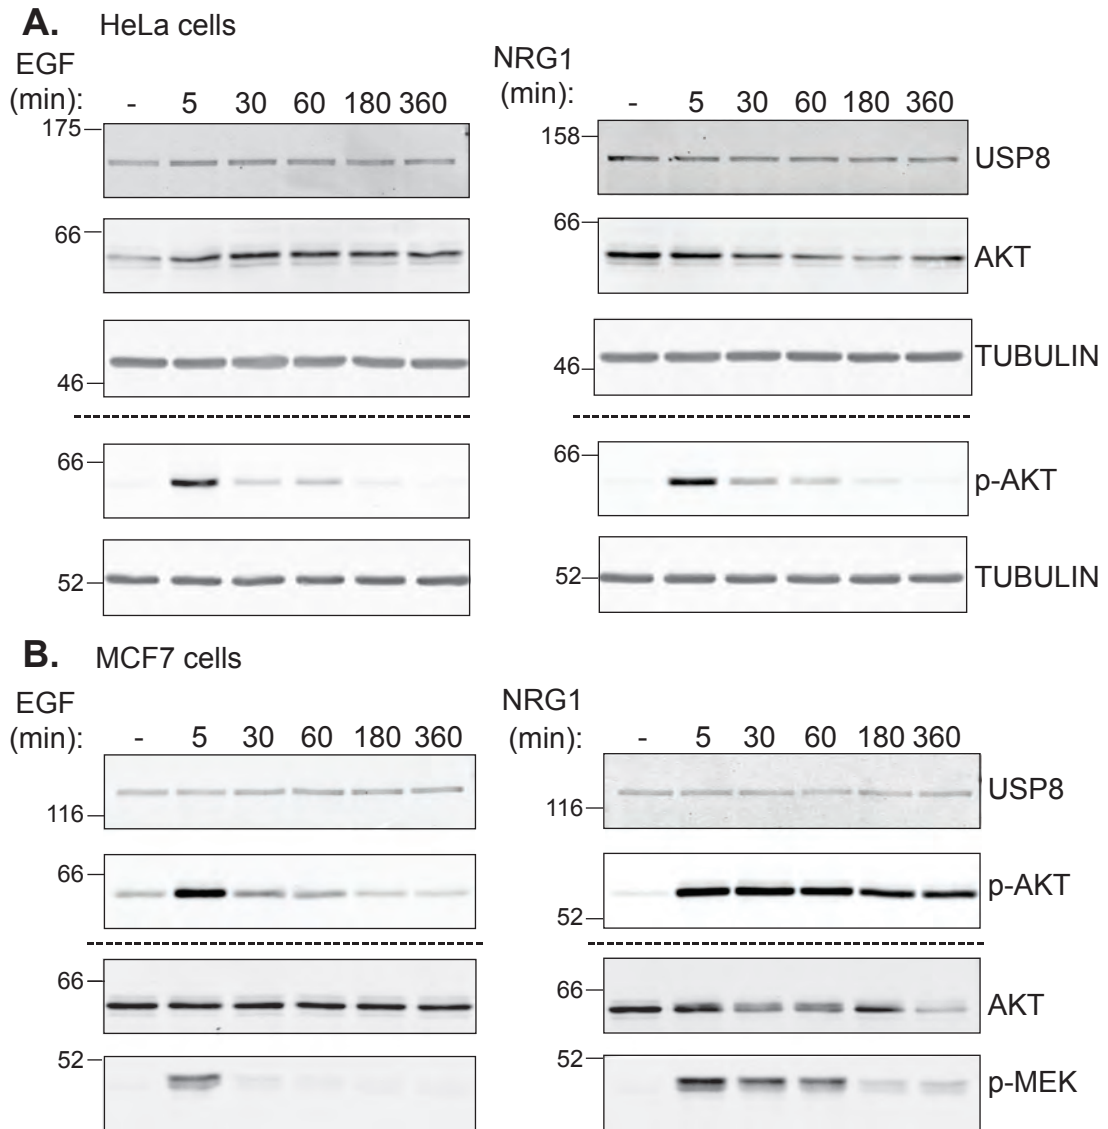 A. HeLa cells
EGF
(min): - 5 30 60 180 360
NRG1
(min): - 5 30 60 180 360
175
158
USP8
66
66
AKT
46
46
TUBULIN
66
66
p-AKT
52
52
TUBULIN
B. MCF7 cells
EGF
(min): - 5 30 60 180 360
NRG1
(min): - 5 30 60 180 360
116
116
USP8
66
52
p-AKT
66
66
AKT
52
52
p-MEK